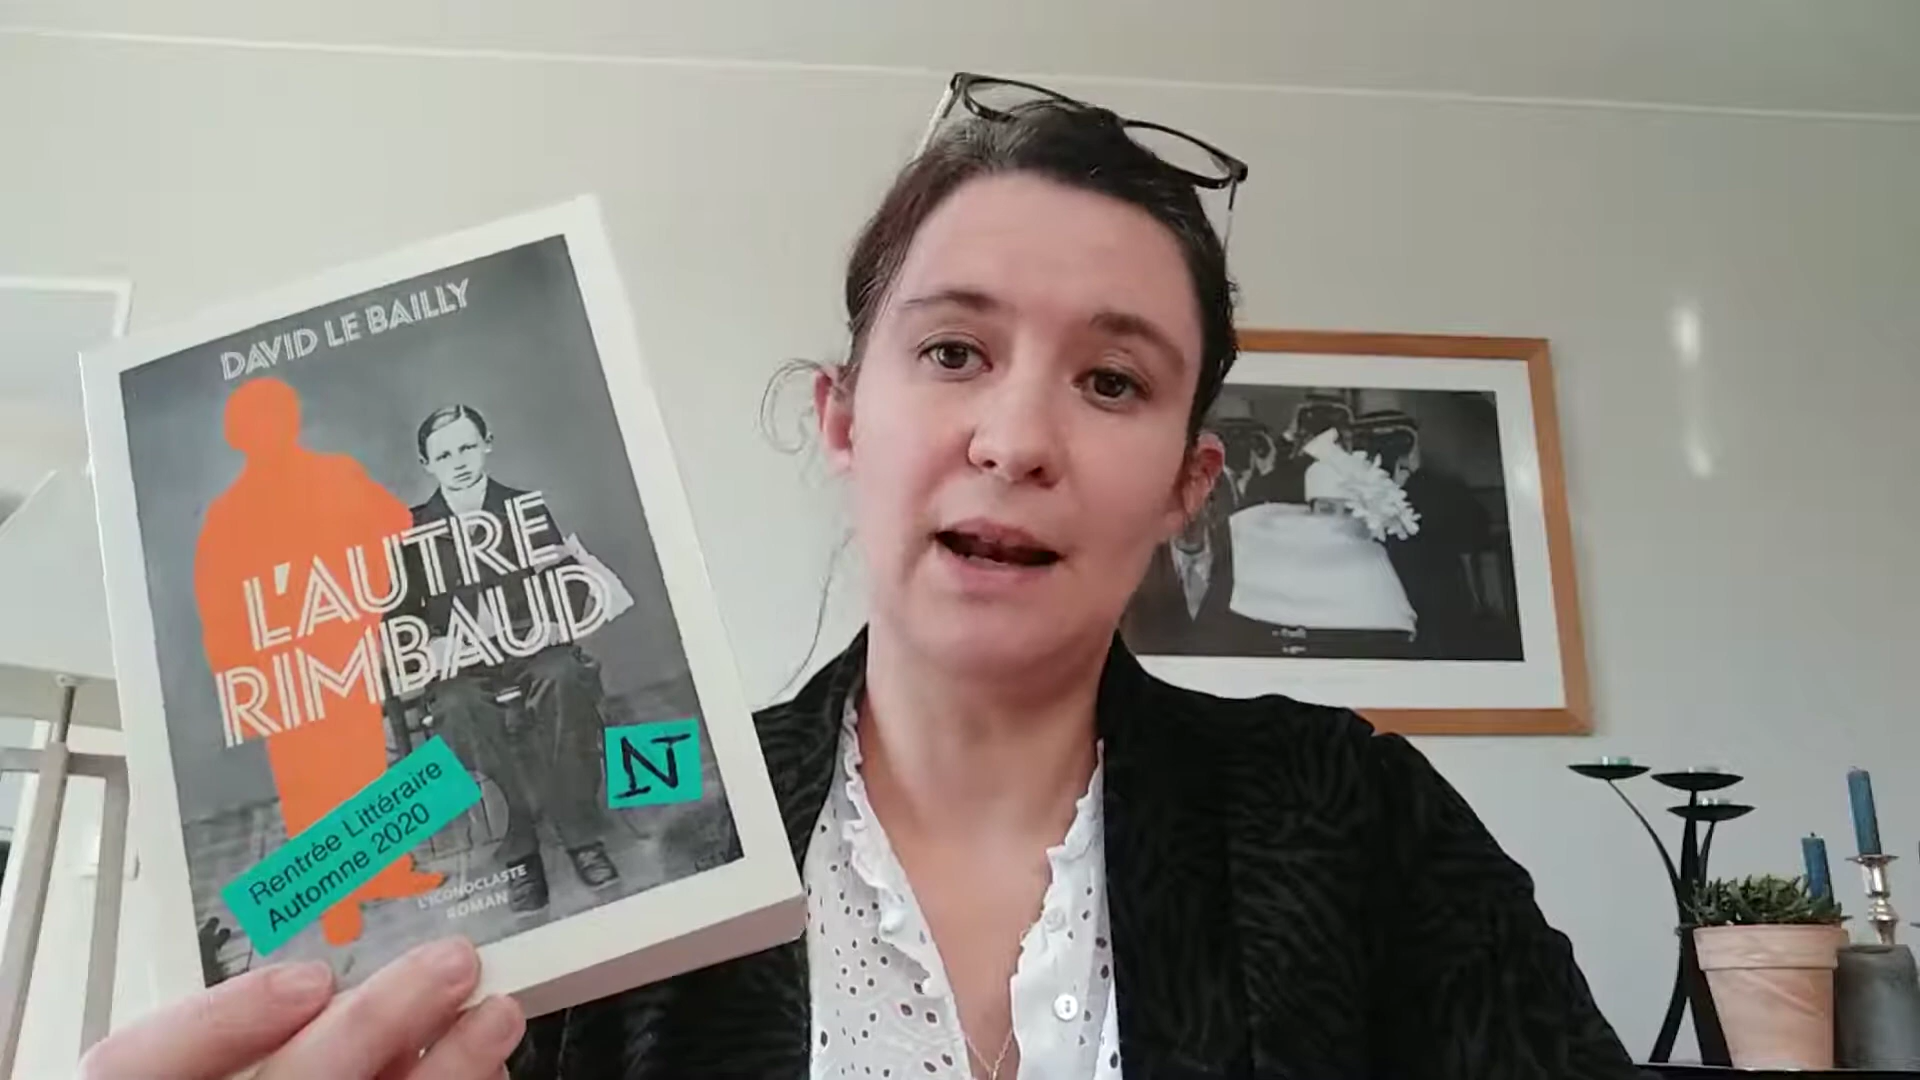 DAVID LE BAILLY
L'AUTRE
RIMBAUD
N
Rentrée Littéraire
Automne 2020
L'ICONOCLASTE
ROMAN